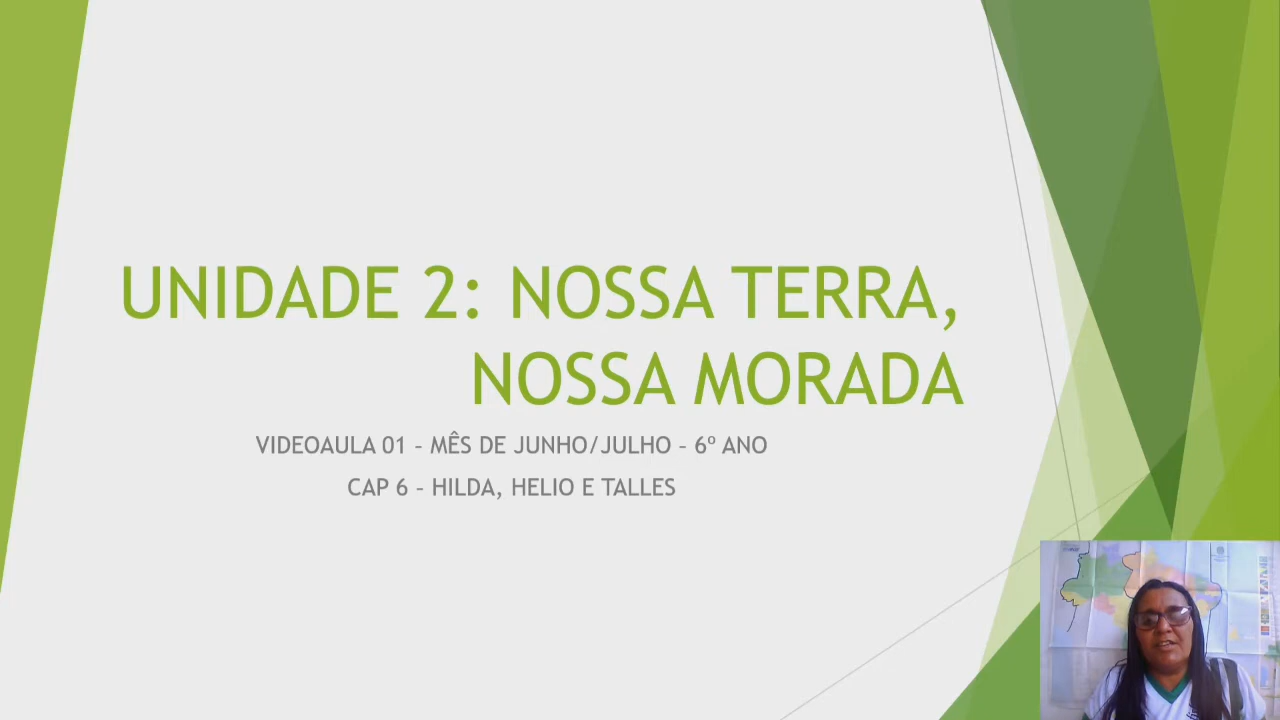 UNIDADE 2: NOSSA TERRA,
NOSSA MORADA
VIDEOAULA 01 – MÊS DE JUNHO/JULHO – 6º ANO
CAP 6 – HILDA, HELIO E TALLES